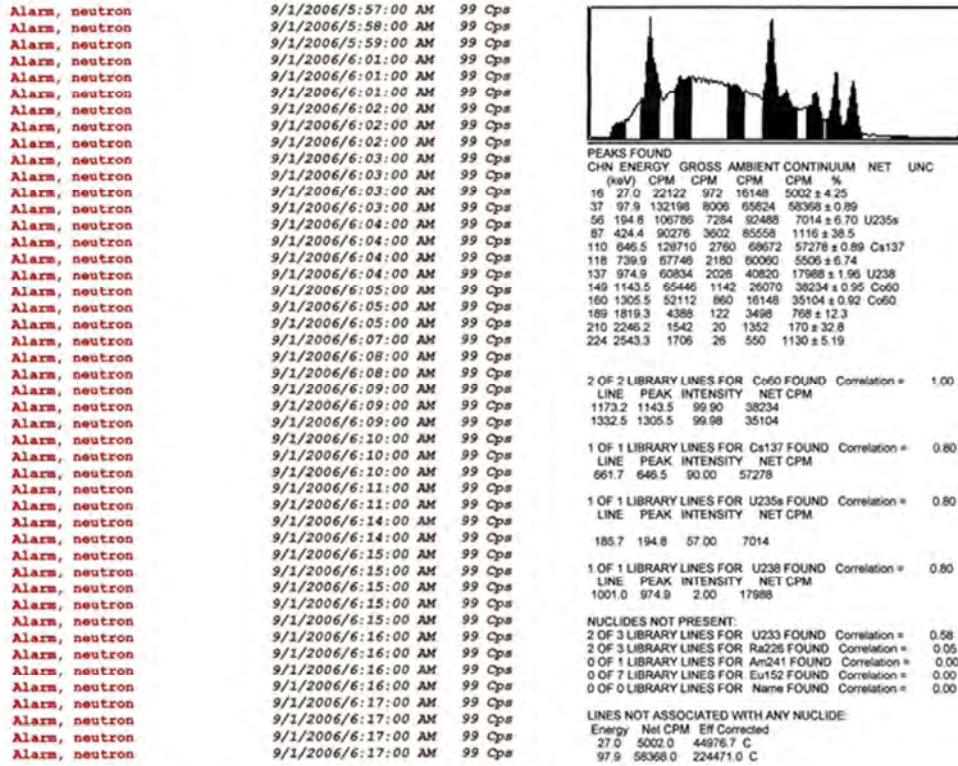 Alarm, neutron 9/1/2006/5:57:00 AM 99 Cps
Alarm, neutron 9/1/2006/5:58:00 AM 99 Cps
Alarm, neutron 9/1/2006/5:59:00 AM 99 Cps
Alarm, neutron 9/1/2006/6:01:00 AM 99 Cps
Alarm, neutron 9/1/2006/6:01:00 AM 99 Cps
Alarm, neutron 9/1/2006/6:01:00 AM 99 Cps
Alarm, neutron 9/1/2006/6:02:00 AM 99 Cps
Alarm, neutron 9/1/2006/6:02:00 AM 99 Cps
Alarm, neutron 9/1/2006/6:02:00 AM 99 Cps
Alarm, neutron 9/1/2006/6:03:00 AM 99 Cps
Alarm, neutron 9/1/2006/6:03:00 AM 99 Cps
Alarm, neutron 9/1/2006/6:03:00 AM 99 Cps
Alarm, neutron 9/1/2006/6:03:00 AM 99 Cps
Alarm, neutron 9/1/2006/6:04:00 AM 99 Cps
Alarm, neutron 9/1/2006/6:04:00 AM 99 Cps
Alarm, neutron 9/1/2006/6:04:00 AM 99 Cps
Alarm, neutron 9/1/2006/6:04:00 AM 99 Cps
Alarm, neutron 9/1/2006/6:05:00 AM 99 Cps
Alarm, neutron 9/1/2006/6:05:00 AM 99 Cps
Alarm, neutron 9/1/2006/6:05:00 AM 99 Cps
Alarm, neutron 9/1/2006/6:07:00 AM 99 Cps
Alarm, neutron 9/1/2006/6:08:00 AM 99 Cps
Alarm, neutron 9/1/2006/6:08:00 AM 99 Cps
Alarm, neutron 9/1/2006/6:09:00 AM 99 Cps
Alarm, neutron 9/1/2006/6:09:00 AM 99 Cps
Alarm, neutron 9/1/2006/6:09:00 AM 99 Cps
Alarm, neutron 9/1/2006/6:10:00 AM 99 Cps
Alarm, neutron 9/1/2006/6:10:00 AM 99 Cps
Alarm, neutron 9/1/2006/6:10:00 AM 99 Cps
Alarm, neutron 9/1/2006/6:11:00 AM 99 Cps
Alarm, neutron 9/1/2006/6:11:00 AM 99 Cps
Alarm, neutron 9/1/2006/6:14:00 AM 99 Cps
Alarm, neutron 9/1/2006/6:14:00 AM 99 Cps
Alarm, neutron 9/1/2006/6:15:00 AM 99 Cps
Alarm, neutron 9/1/2006/6:15:00 AM 99 Cps
Alarm, neutron 9/1/2006/6:15:00 AM 99 Cps
Alarm, neutron 9/1/2006/6:15:00 AM 99 Cps
Alarm, neutron 9/1/2006/6:16:00 AM 99 Cps
Alarm, neutron 9/1/2006/6:16:00 AM 99 Cps
Alarm, neutron 9/1/2006/6:16:00 AM 99 Cps
Alarm, neutron 9/1/2006/6:16:00 AM 99 Cps
Alarm, neutron 9/1/2006/6:17:00 AM 99 Cps
Alarm, neutron 9/1/2006/6:17:00 AM 99 Cps
Alarm, neutron 9/1/2006/6:17:00 AM 99 Cps
Alarm, neutron 9/1/2006/6:17:00 AM 99 Cps
PEAKS FOUND
CHN ENERGY GROSS AMBIENT CONTINUUM NET UNC
(keV) CPM CPM CPM CPM %
16 27.0 22122 972 16148 5002 ± 4.25
37 97.9 132198 8006 65824 58368 ± 0.89
56 194.8 106786 7284 92488 7014 ± 6.70 U235s
87 424.4 90276 3602 85558 1116 ± 38.5
110 646.5 128710 2760 68672 57278 ± 0.89 Cs137
118 739.9 67746 2180 60060 5506 ± 6.74
137 974.9 60834 2026 40820 17988 ± 1.96 U238
149 1143.5 65446 1142 26070 38234 ± 0.95 Co60
160 1305.5 52112 860 16148 35104 ± 0.92 Co60
189 1819.3 4388 122 3498 768 ± 12.3
210 2246.2 1542 20 1352 170 ± 32.8
224 2543.3 1706 26 550 1130 ± 5.19
2 OF 2 LIBRARY LINES FOR Co60 FOUND Correlation = 1.00
LINE PEAK INTENSITY NET CPM
1173.2 1143.5 99.90 38234
1332.5 1305.5 99.98 35104
1 OF 1 LIBRARY LINES FOR Cs137 FOUND Correlation = 0.80
LINE PEAK INTENSITY NET CPM
661.7 646.5 90.00 57278
1 OF 1 LIBRARY LINES FOR U235s FOUND Correlation = 0.80
LINE PEAK INTENSITY NET CPM
185.7 194.8 57.00 7014
1 OF 1 LIBRARY LINES FOR U238 FOUND Correlation = 0.80
LINE PEAK INTENSITY NET CPM
1001.0 974.9 2.00 17988
NUCLIDES NOT PRESENT:
2 OF 3 LIBRARY LINES FOR U233 FOUND Correlation = 0.58
2 OF 3 LIBRARY LINES FOR Ra226 FOUND Correlation = 0.05
0 OF 1 LIBRARY LINES FOR Am241 FOUND Correlation = 0.00
0 OF 7 LIBRARY LINES FOR Eu152 FOUND Correlation = 0.00
0 OF 0 LIBRARY LINES FOR Name FOUND Correlation = 0.00
LINES NOT ASSOCIATED WITH ANY NUCLIDE:
Energy Net CPM Eff Corrected
27.0 5002.0 44976.7 C
97.9 58368.0 224471.0 C